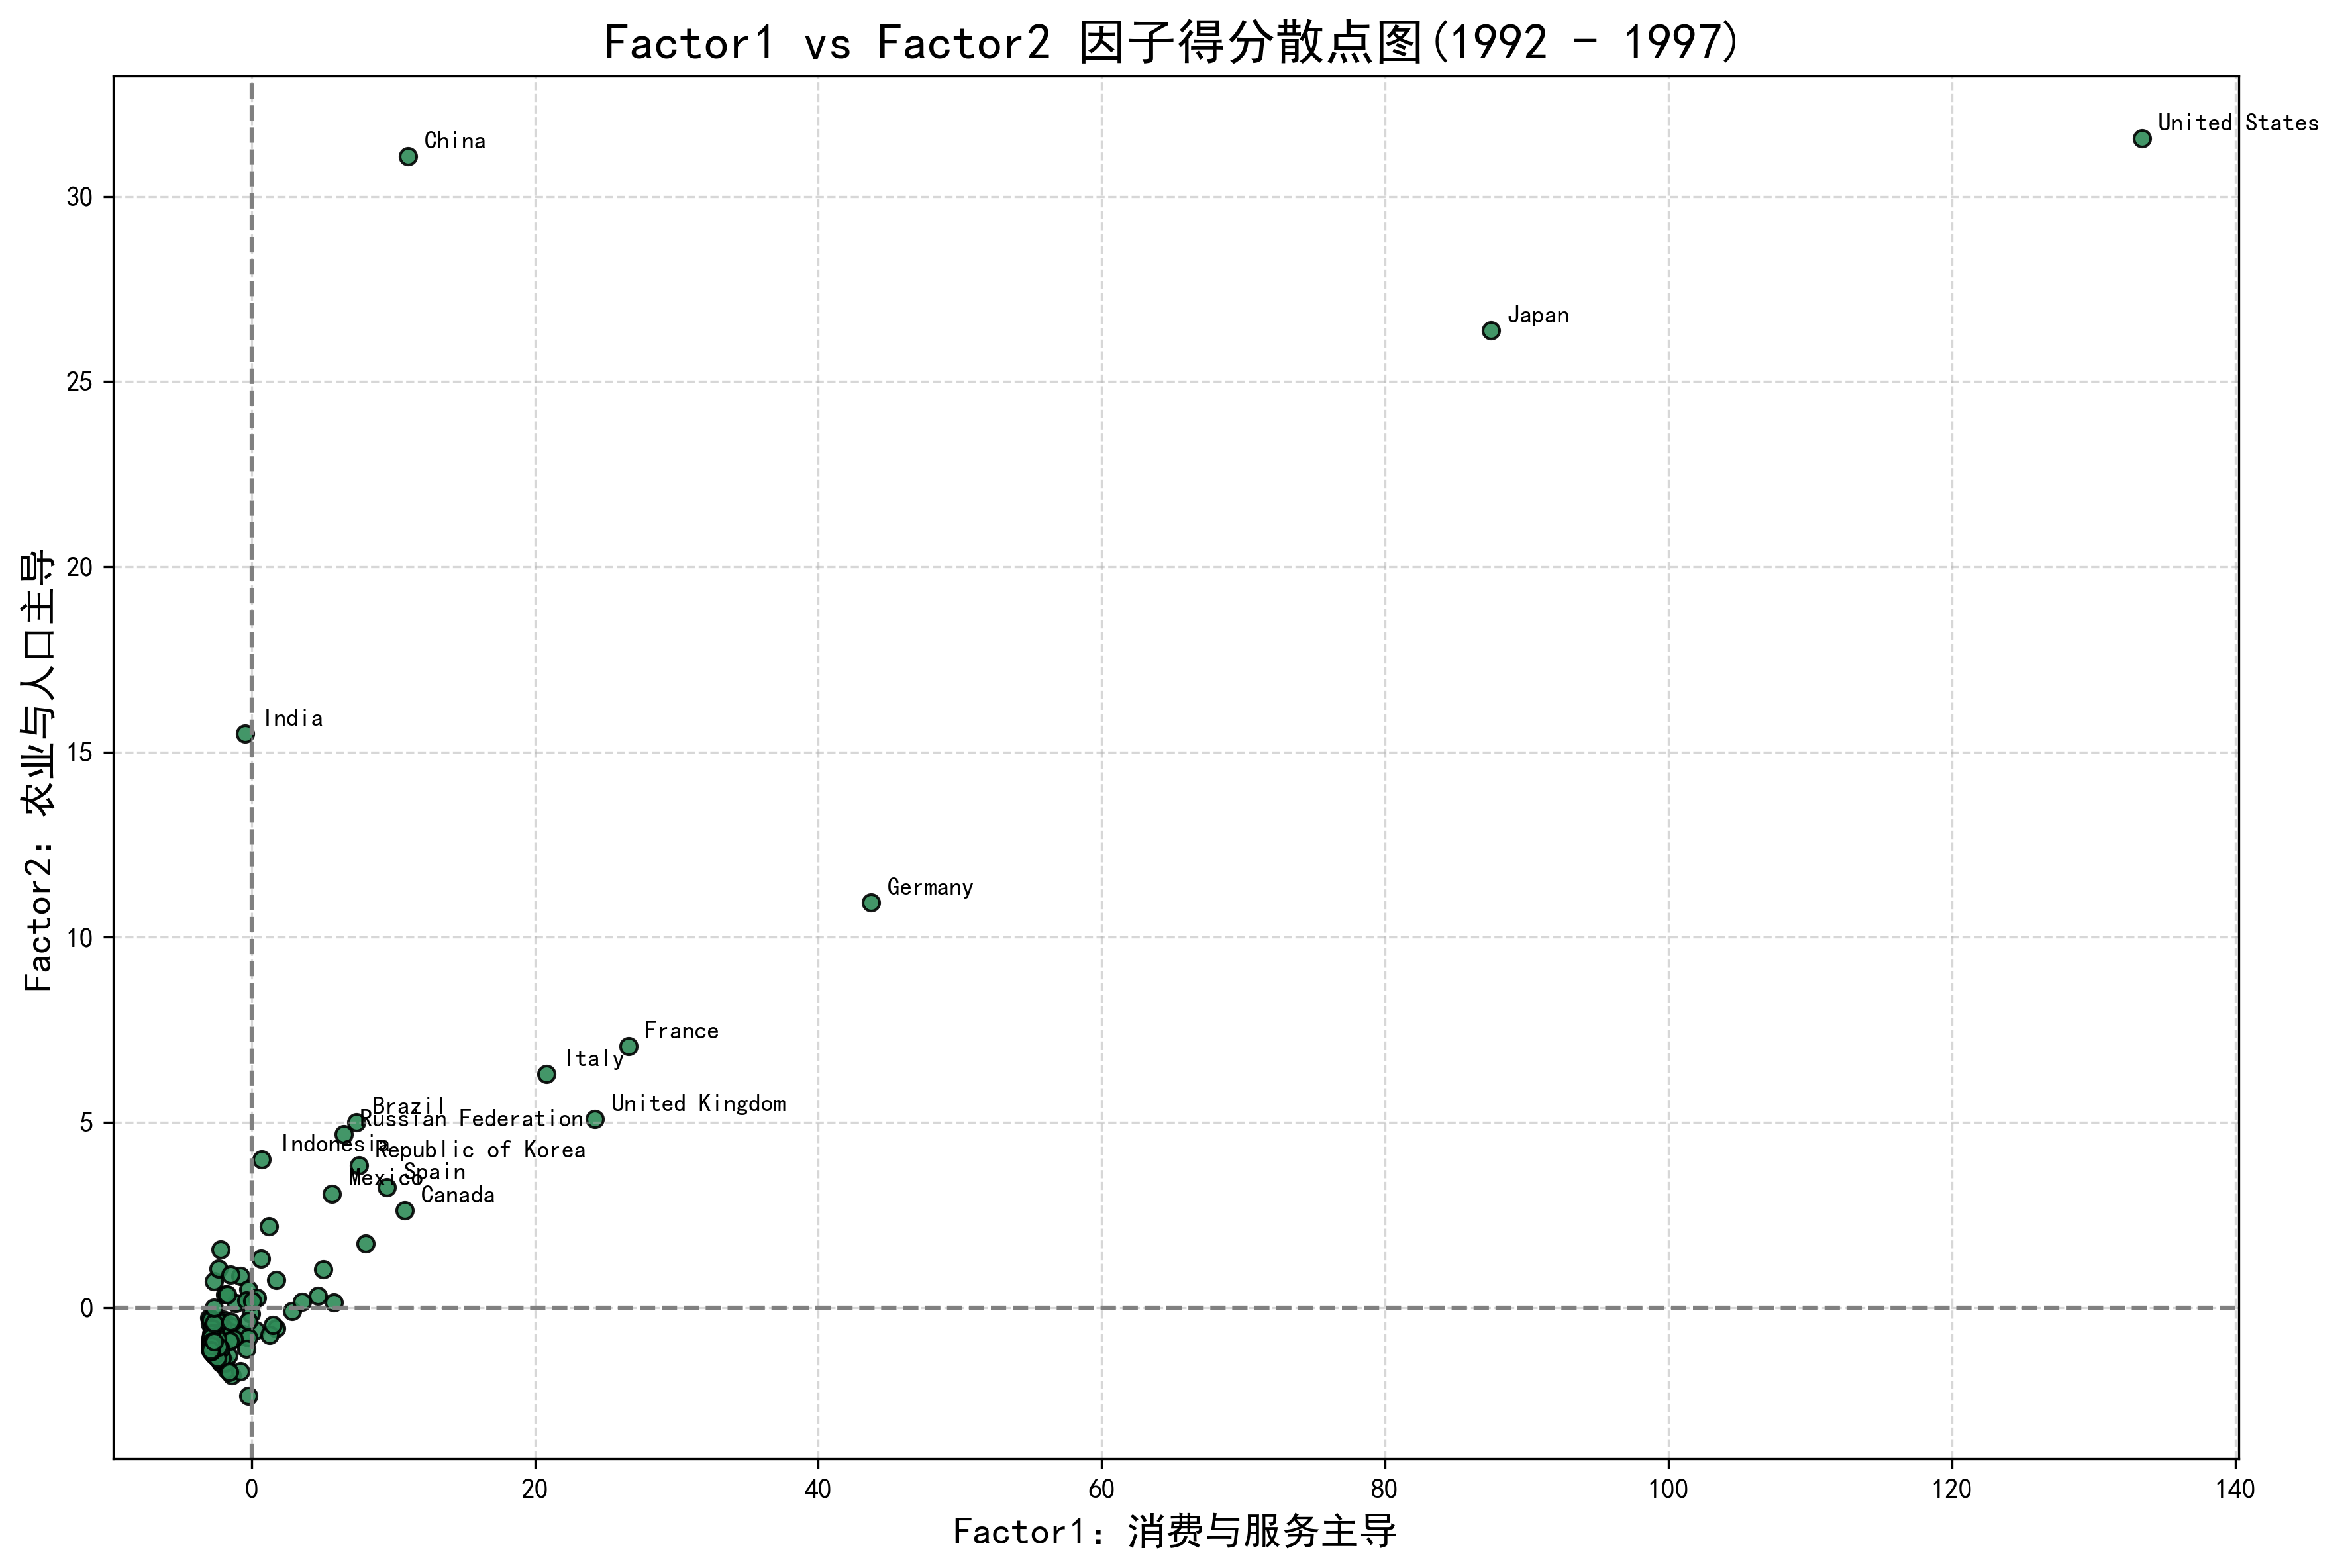 Factor1 vs Factor2 因子得分散点图(1992 - 1997)
United States
China
30
Japan
25
20
India
15
Germany
10
France
Italy
United Kingdom
Brazil
Russian Federation
5
Indonesia
Republic of Korea
Spain
Mexico
Canada
0
Factor2: 农业与人口主导
0
20
40
60
80
100
120
140
Factor1: 消费与服务主导